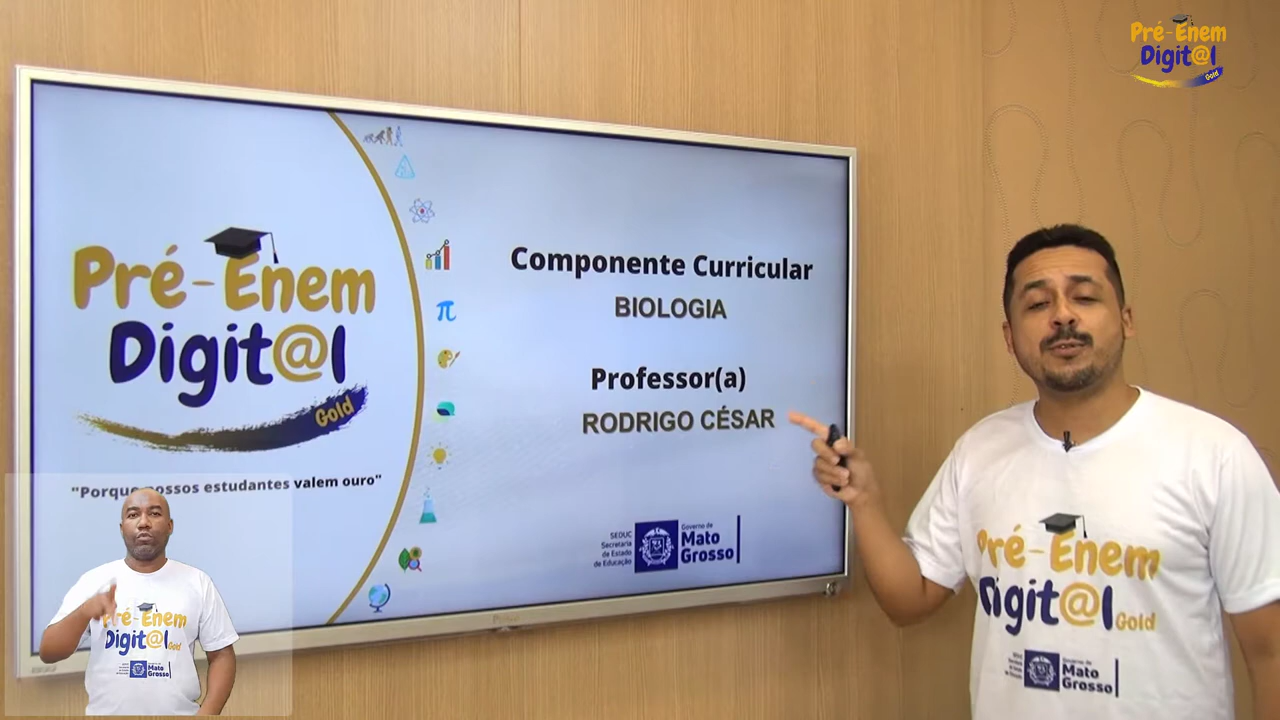 Pré-Enem
Digit@l
Gold
"Porque nossos estudantes valem ouro"
Componente Curricular
BIOLOGIA
Professor(a)
RODRIGO CÉSAR
SEDUC
Secretaria
de Estado
de Educação
Governo de
Mato
Grosso
Pré-Enem
Digit@l
Gold
Pré-Enem
Digit@l
Gold
Governo de
Mato
Grosso
Pré-Enem
Digit@l
Gold
Mato
Grosso
π